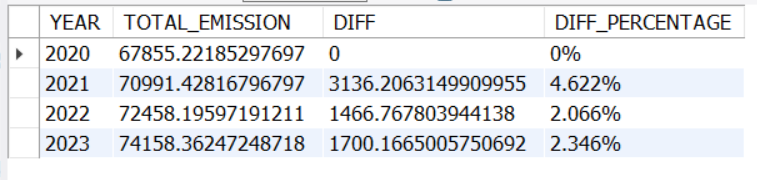 YEAR TOTAL_EMISSION DIFF DIFF_PERCENTAGE
2020 67855.22185297697 0 0%
2021 70991.42816796797 3136.2063149909955 4.622%
2022 72458.19597191211 1466.767803944138 2.066%
2023 74158.36247248718 1700.1665005750692 2.346%